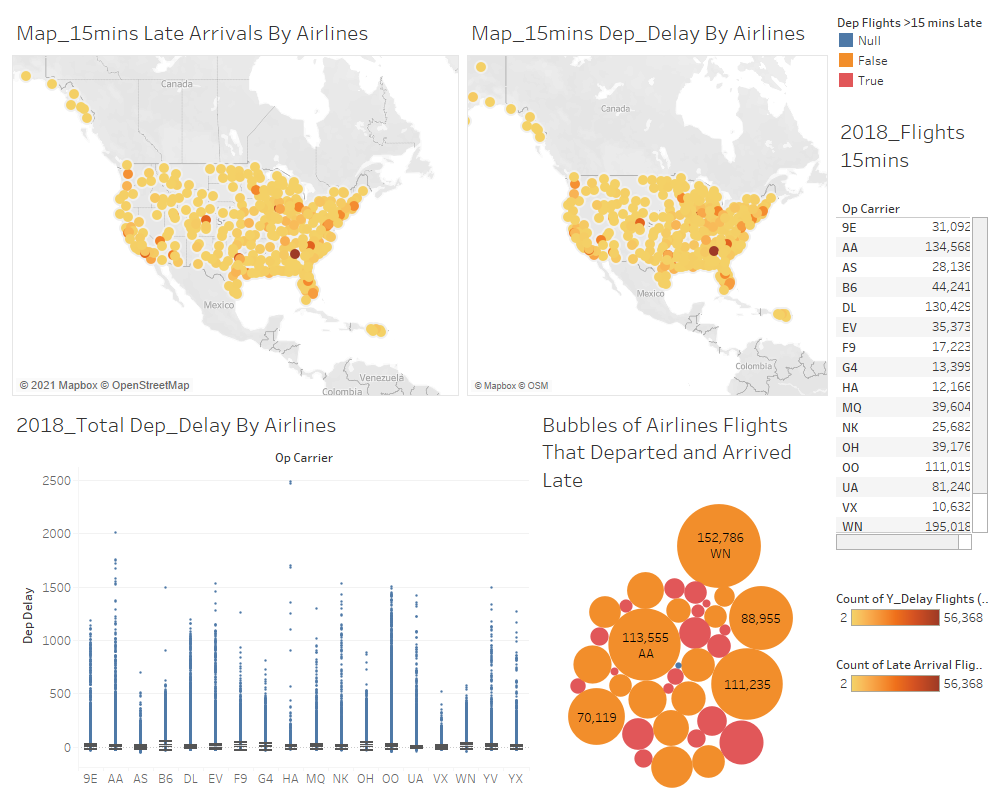 Map_15mins Late Arrivals By Airlines
Canada
Mexico
Venezuela
Colombia
© 2021 Mapbox © OpenStreetMap
Map_15mins Dep_Delay By Airlines
Canada
Mexico
Colombia
© Mapbox © OSM
Dep Flights >15 mins Late
Null
False
True
2018_Flights
15mins
Op Carrier
9E 31,092
AA 134,568
AS 28,136
B6 44,241
DL 130,429
EV 35,373
F9 17,223
G4 13,399
HA 12,166
MQ 39,604
NK 25,682
OH 39,176
OO 111,019
UA 81,240
VX 10,632
WN 195,018
2018_Total Dep_Delay By Airlines
Op Carrier
2500
2000
1500
1000
500
0
Dep Delay
9E AA AS B6 DL EV F9 G4 HA MQ NK OH OO UA VX WN YV YX
Bubbles of Airlines Flights
That Departed and Arrived
Late
152,786
WN
88,955
113,555
AA
111,235
70,119
Count of Y_Delay Flights (..
2 56,368
Count of Late Arrival Flig..
2 56,368